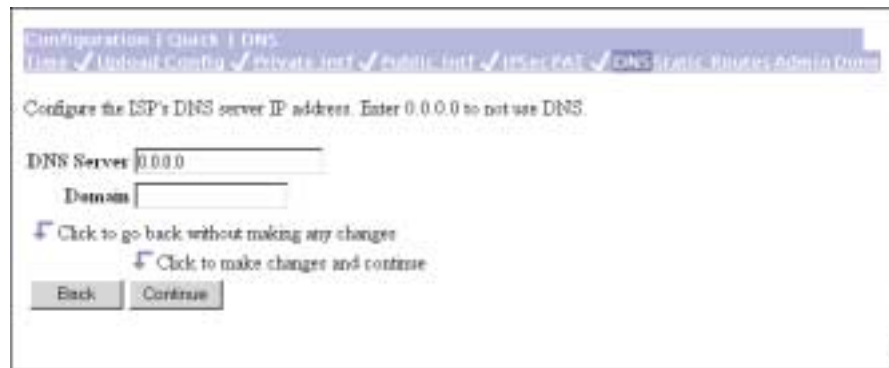 Configuration | Quick | DNS
Time ✓ Upload Config ✓ Private Intf ✓ Public Intf ✓ IPSec PAT ✓ DNS Static Routes Admin Done
Configure the ISP's DNS server IP address. Enter 0.0.0.0 to not use DNS.
DNS Server 0.0.0.0
Domain
Click to go back without making any changes
Click to make changes and continue
Back Continue